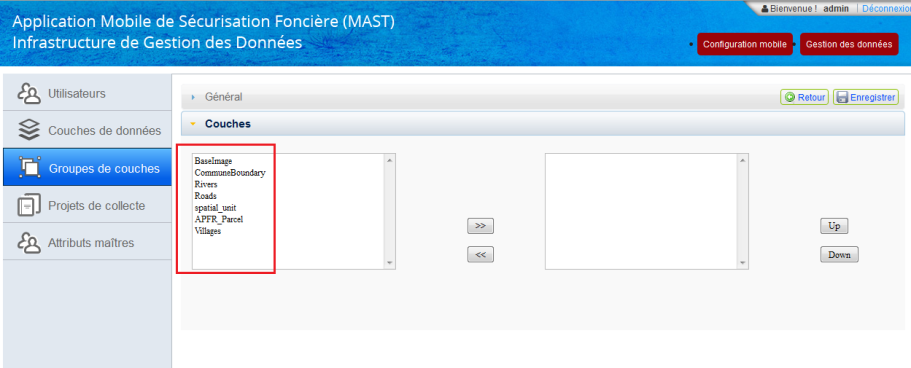 Bienvenue ! admin | Déconnexion
Application Mobile de Sécurisation Foncière (MAST)
Infrastructure de Gestion des Données
Configuration mobile
Gestion des données
Utilisateurs
Couches de données
Groupes de couches
Projets de collecte
Attributs maîtres
Général
Retour
Enregistrer
Couches
BaseImage
CommuneBoundary
Rivers
Roads
spatial_unit
APFR_Parcel
Villages
>>
<<
Up
Down